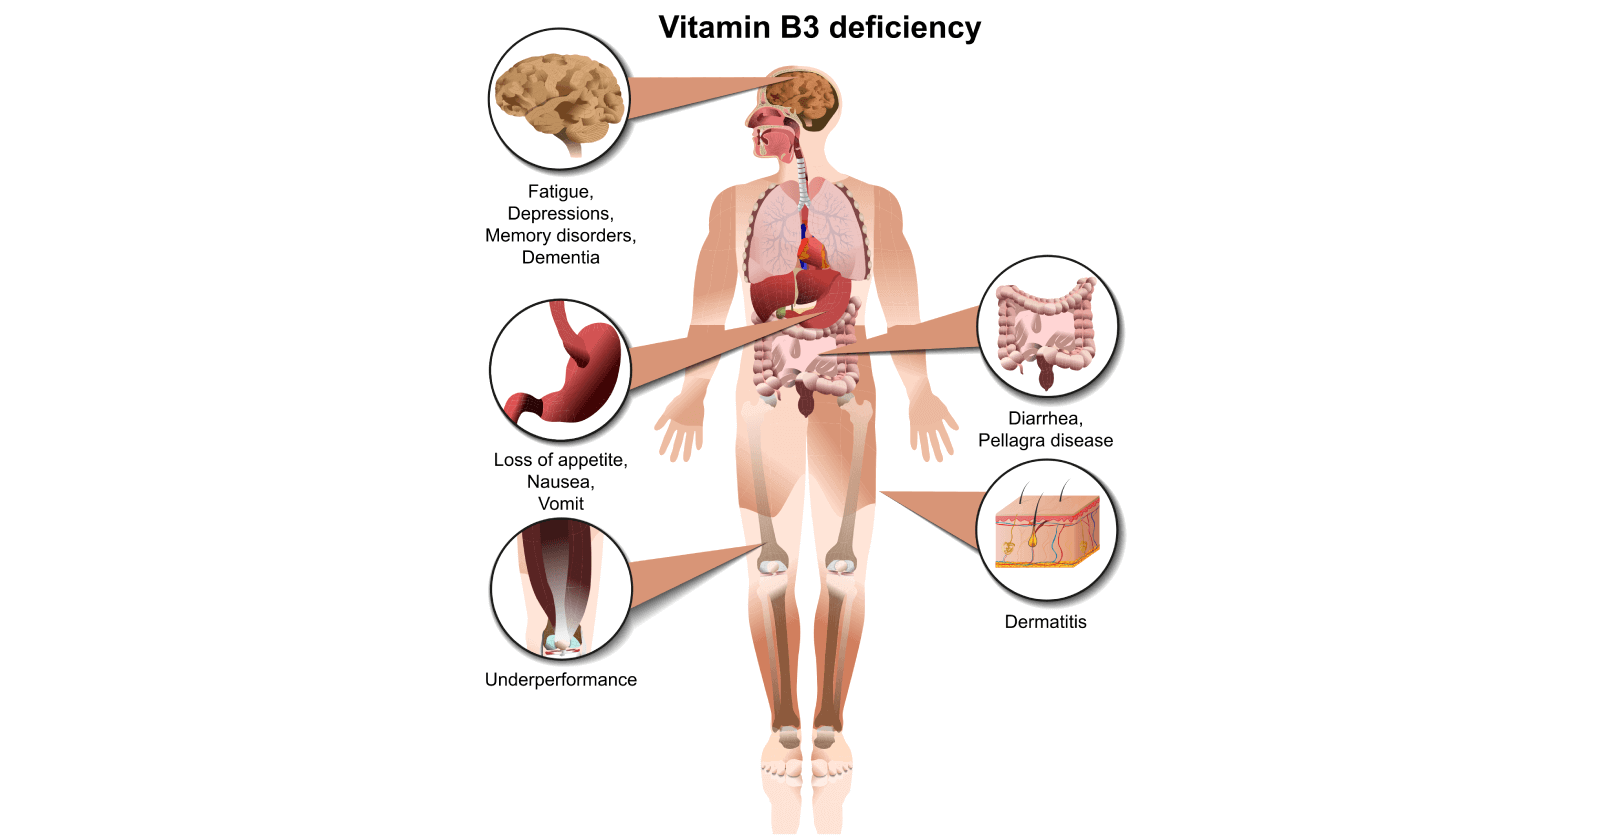 Vitamin B3 deficiency
Fatigue,
Depressions,
Memory disorders,
Dementia
Loss of appetite,
Nausea,
Vomit
Underperformance
Diarrhea,
Pellagra disease
Dermatitis